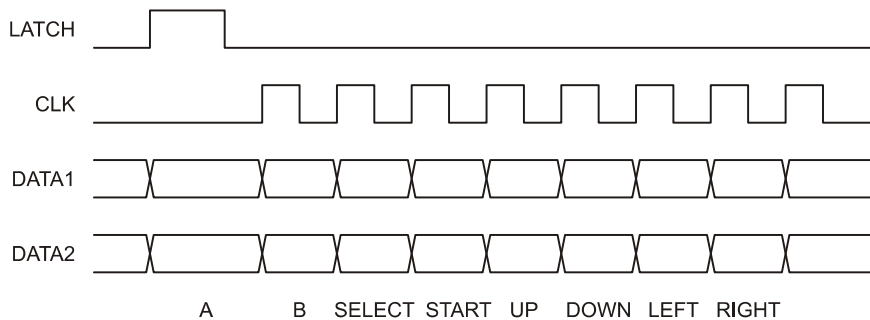 LATCH
CLK
DATA1
DATA2
A B SELECT START UP DOWN LEFT RIGHT